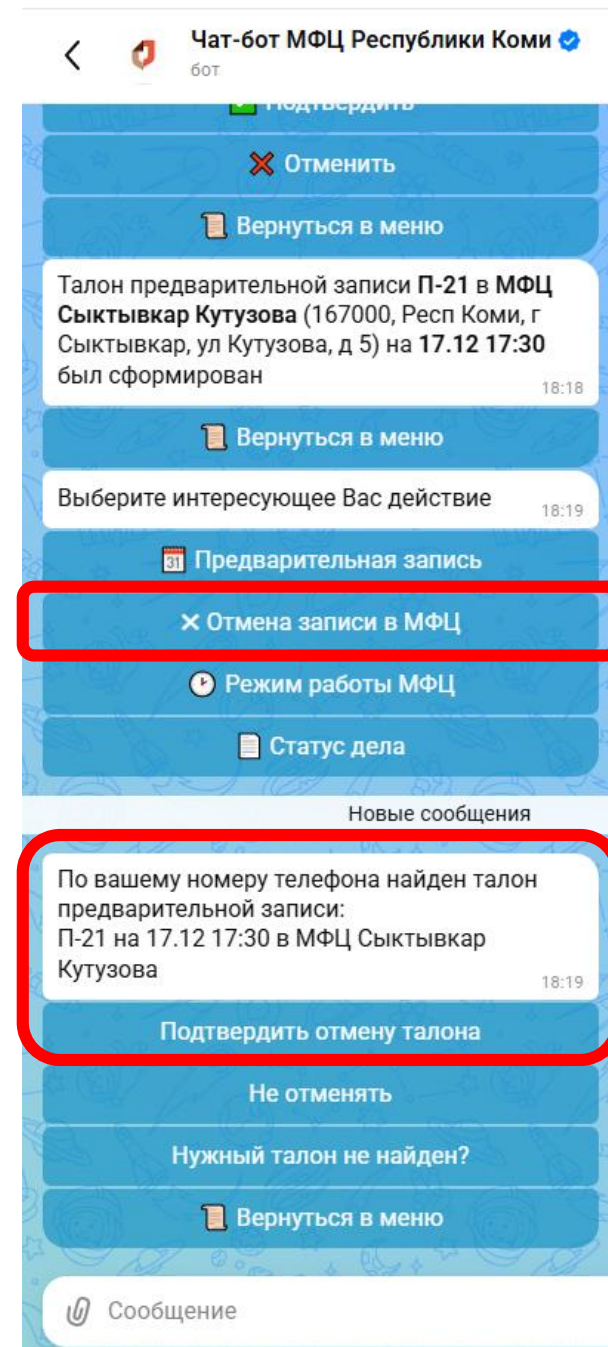 Чат-бот МФЦ Республики Коми
бот
Подтвердить
Отменить
Вернуться в меню
Талон предварительной записи П-21 в МФЦ
Сыктывкар Кутузова (167000, Респ Коми, г
Сыктывкар, ул Кутузова, д 5) на 17.12 17:30
был сформирован
18:18
Вернуться в меню
Выберите интересующее Вас действие
18:19
31 Предварительная запись
Отмена записи в МФЦ
Режим работы МФЦ
Статус дела
Новые сообщения
По вашему номеру телефона найден талон
предварительной записи:
П-21 на 17.12 17:30 в МФЦ Сыктывкар
Кутузова
18:19
Подтвердить отмену талона
Не отменять
Нужный талон не найден?
Вернуться в меню
Сообщение